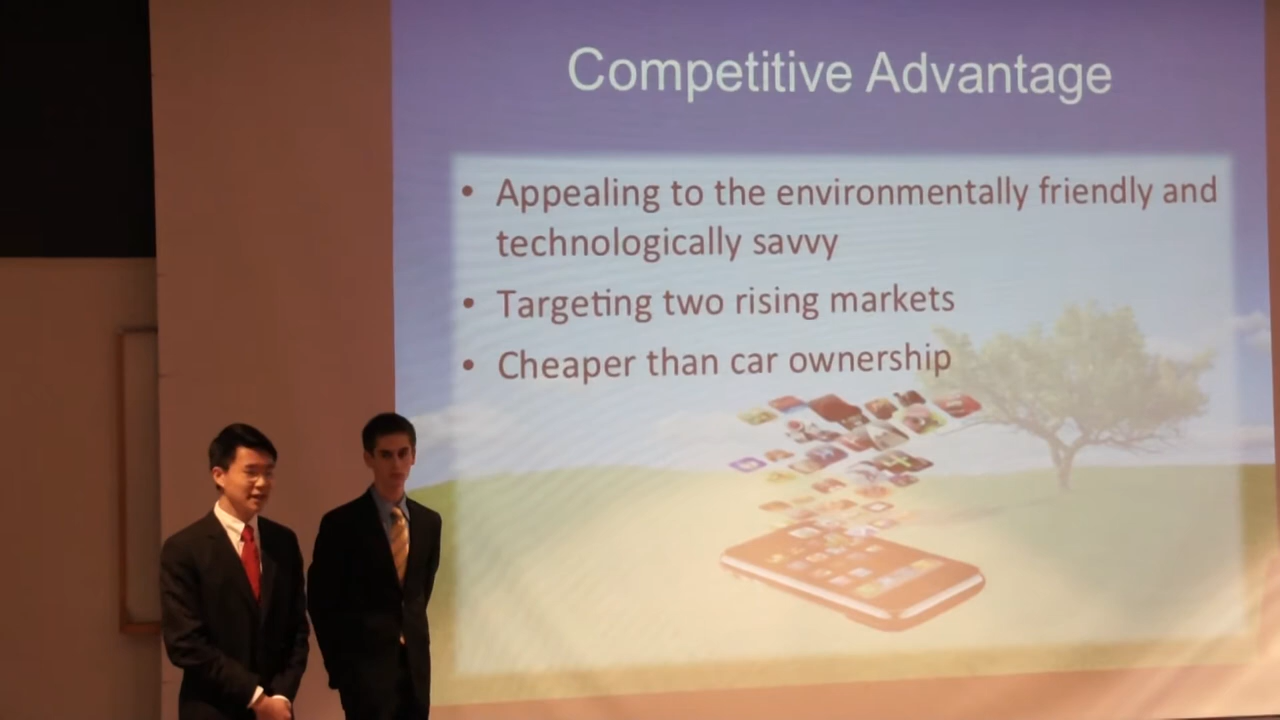 Competitive Advantage
• Appealing to the environmentally friendly and
technologically savvy
• Targeting two rising markets
• Cheaper than car ownership